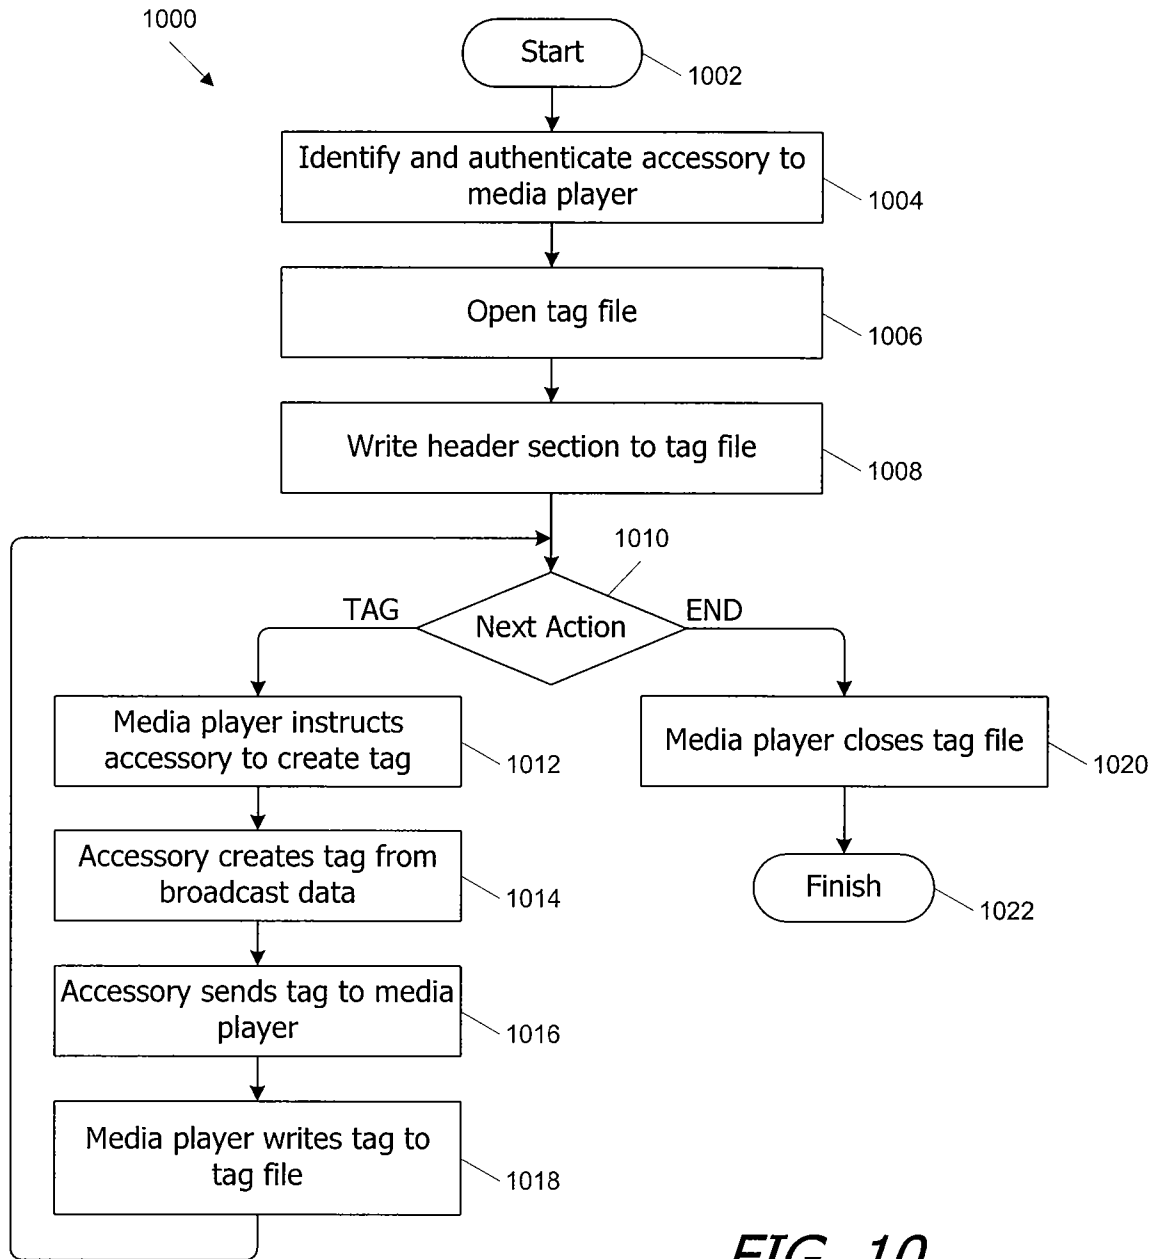 1000
Start
1002
Identify and authenticate accessory to
media player
1004
Open tag file
1006
Write header section to tag file
1008
1010
TAG
Next Action
END
Media player instructs
accessory to create tag
1012
Media player closes tag file
1020
Accessory creates tag from
broadcast data
1014
Finish
1022
Accessory sends tag to media
player
1016
Media player writes tag to
tag file
1018
FIG. 10